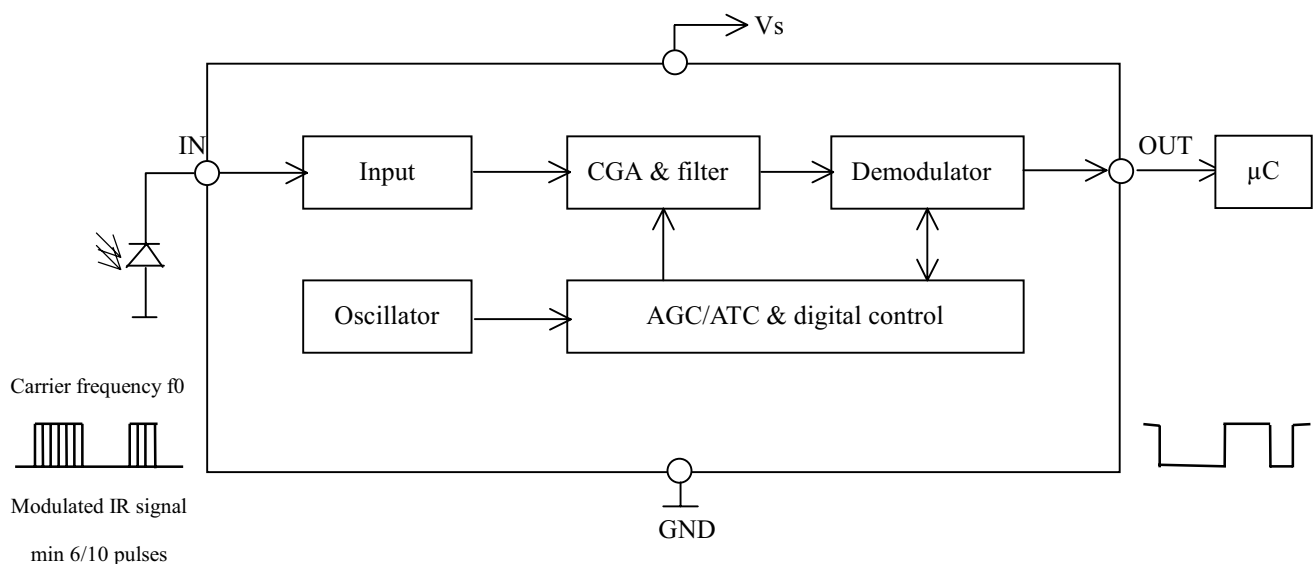 Vs
IN
OUT
Input
CGA & filter
Demodulator
µC
Oscillator
AGC/ATC & digital control
Carrier frequency f0
Modulated IR signal
min 6/10 pulses
GND